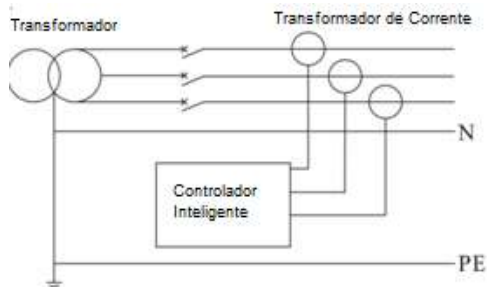 Transformador
Transformador de Corrente
N
Controlador
Inteligente
PE